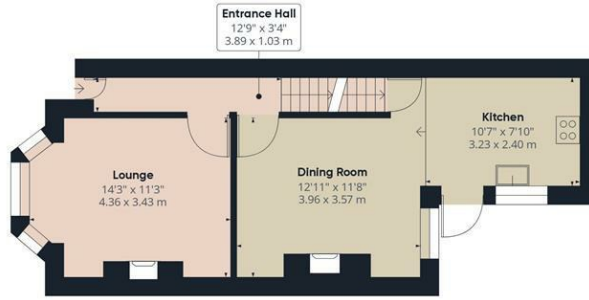 Entrance Hall
12'9" x 3'4"
3.89 x 1.03 m
Kitchen
10'7" x 7'10"
3.23 x 2.40 m
Lounge
14'3" x 11'3"
4.36 x 3.43 m
Dining Room
12'11" x 11'8"
3.96 x 3.57 m